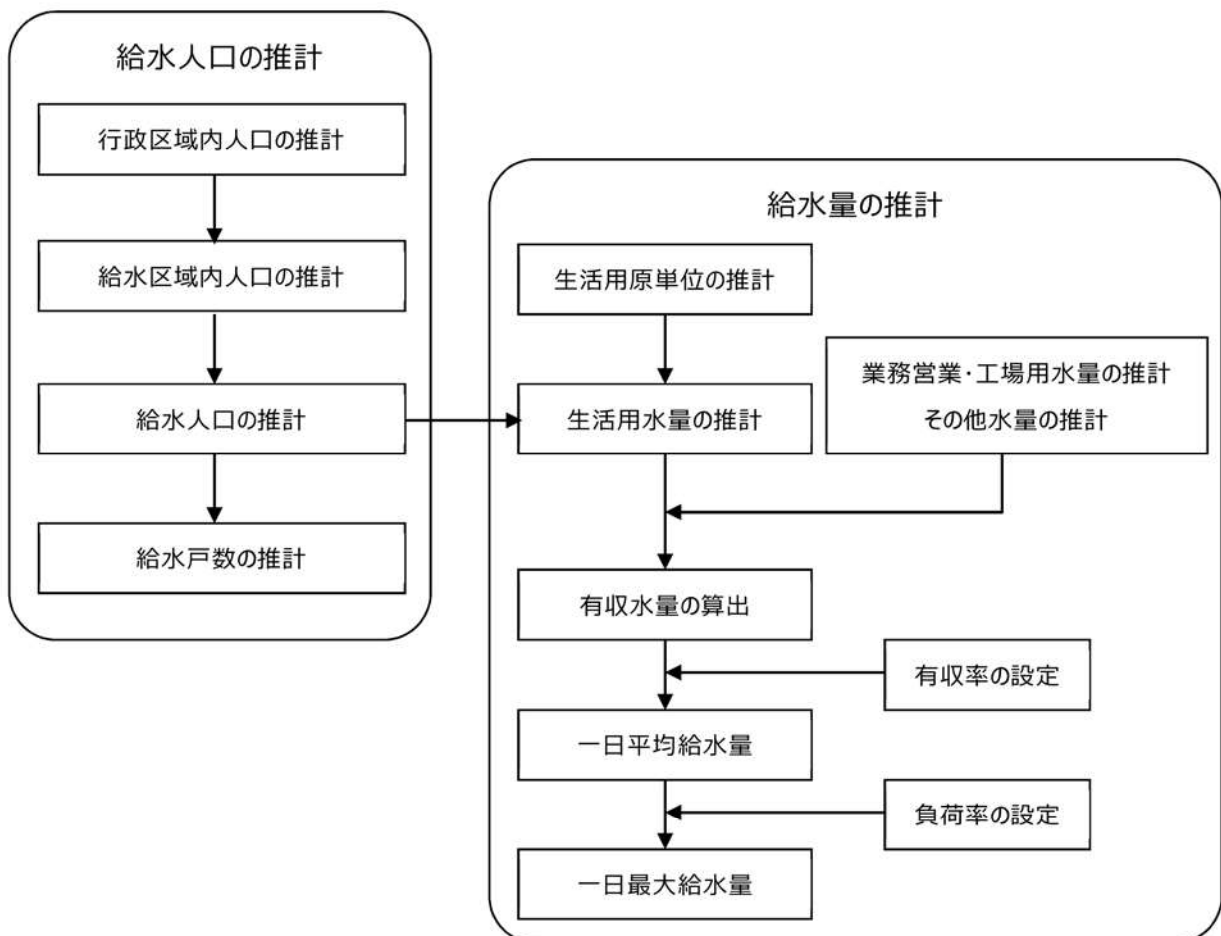 給水人口の推計
行政区域内人口の推計
給水区域内人口の推計
給水人口の推計
給水戸数の推計
給水量の推計
生活用原単位の推計
生活用水量の推計
業務営業・工場用水量の推計
その他水量の推計
有収水量の算出
有収率の設定
一日平均給水量
負荷率の設定
一日最大給水量